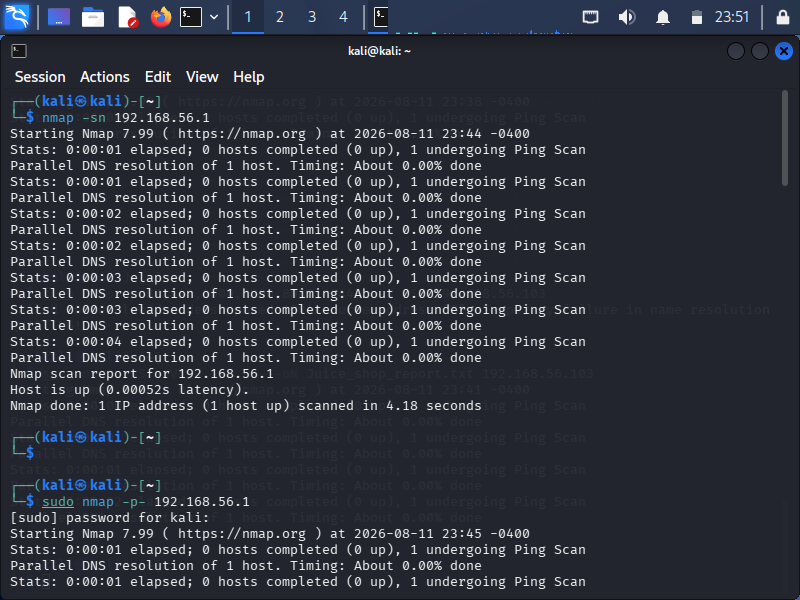 1 2 3 4 23:51
kali@kali: ~
Session Actions Edit View Help
┌──(kali㉿kali)-[~]
└─$ nmap -sn 192.168.56.1
Starting Nmap 7.99 ( https://nmap.org ) at 2026-08-11 23:44 -0400
Stats: 0:00:01 elapsed; 0 hosts completed (0 up), 1 undergoing Ping Scan
Parallel DNS resolution of 1 host. Timing: About 0.00% done
Stats: 0:00:01 elapsed; 0 hosts completed (0 up), 1 undergoing Ping Scan
Parallel DNS resolution of 1 host. Timing: About 0.00% done
Stats: 0:00:02 elapsed; 0 hosts completed (0 up), 1 undergoing Ping Scan
Parallel DNS resolution of 1 host. Timing: About 0.00% done
Stats: 0:00:02 elapsed; 0 hosts completed (0 up), 1 undergoing Ping Scan
Parallel DNS resolution of 1 host. Timing: About 0.00% done
Stats: 0:00:03 elapsed; 0 hosts completed (0 up), 1 undergoing Ping Scan
Parallel DNS resolution of 1 host. Timing: About 0.00% done
Stats: 0:00:03 elapsed; 0 hosts completed (0 up), 1 undergoing Ping Scan
Parallel DNS resolution of 1 host. Timing: About 0.00% done
Stats: 0:00:04 elapsed; 0 hosts completed (0 up), 1 undergoing Ping Scan
Parallel DNS resolution of 1 host. Timing: About 0.00% done
Nmap scan report for 192.168.56.1
Host is up (0.00052s latency).
Nmap done: 1 IP address (1 host up) scanned in 4.18 seconds
┌──(kali㉿kali)-[~]
└─$
┌──(kali㉿kali)-[~]
└─$ sudo nmap -p- 192.168.56.1
[sudo] password for kali:
Starting Nmap 7.99 ( https://nmap.org ) at 2026-08-11 23:45 -0400
Stats: 0:00:01 elapsed; 0 hosts completed (0 up), 1 undergoing Ping Scan
Parallel DNS resolution of 1 host. Timing: About 0.00% done
Stats: 0:00:01 elapsed; 0 hosts completed (0 up), 1 undergoing Ping Scan